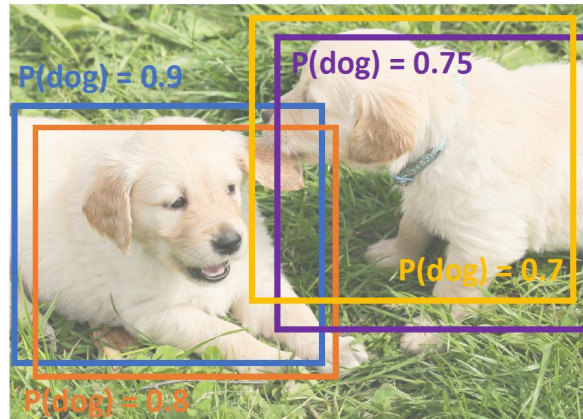 P(dog) = 0.9
P(dog) = 0.75
P(dog) = 0.7
P(dog) = 0.8